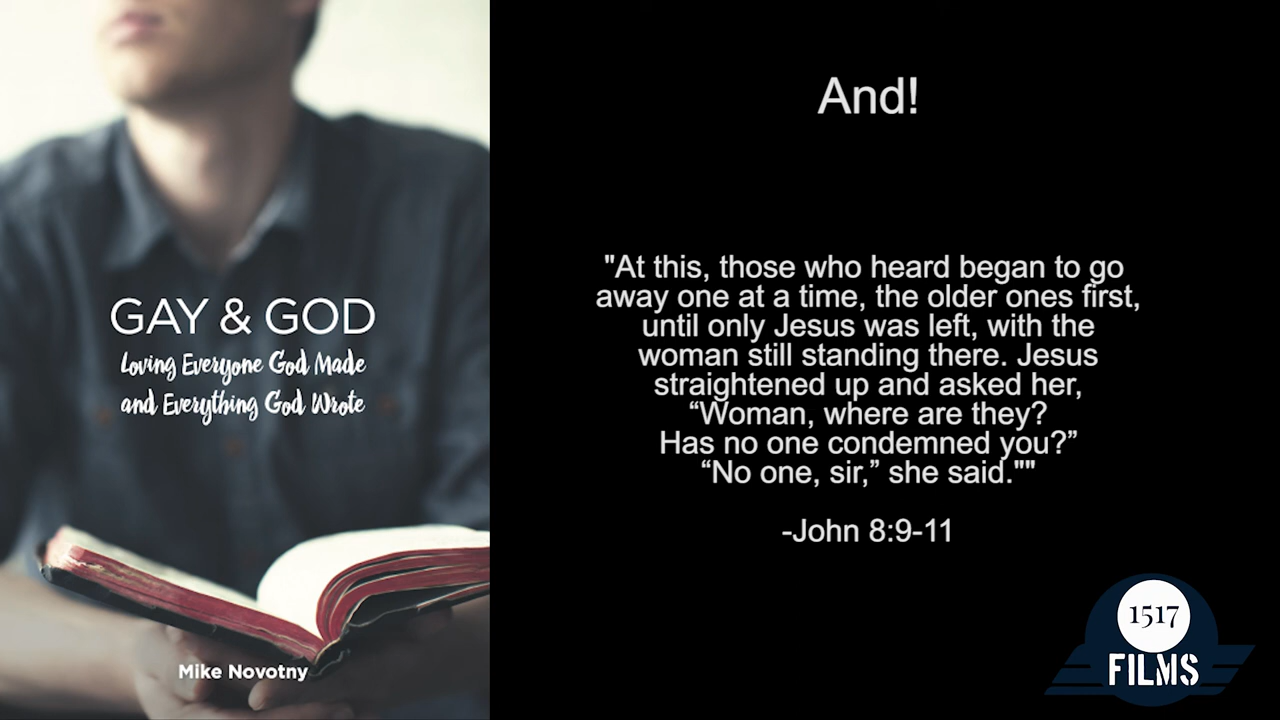 GAY & GOD
Loving Everyone God Made
and Everything God Wrote
Mike Novotny
And!
"At this, those who heard began to go
away one at a time, the older ones first,
until only Jesus was left, with the
woman still standing there. Jesus
straightened up and asked her,
“Woman, where are they?
Has no one condemned you?”
“No one, sir,” she said.""
-John 8:9-11
1517
FILMS